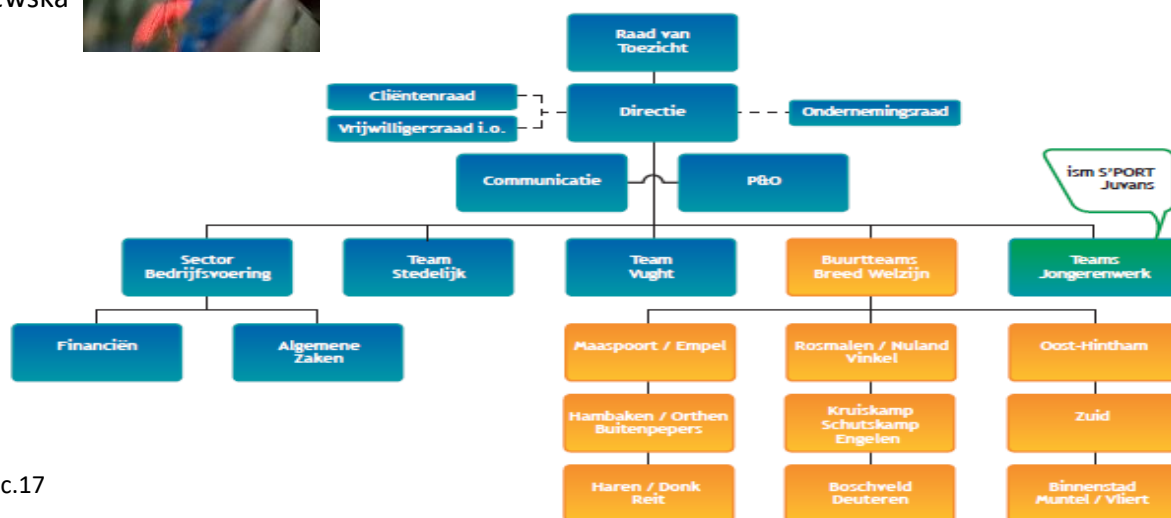 ewska
Raad van
Toezicht
Cliëntenraad
Vrijwilligersraad i.o.
Directie
Ondernemingsraad
Communicatie
P&O
ism S'PORT
Juvans
Sector
Bedrijfsvoering
Team
Stedelijk
Team
Vught
Buurtteams
Breed Welzijn
Teams
Jongerenwerk
Financiën
Algemene
Zaken
Maaspoort / Empel
Rosmalen / Nuland
Vinkel
Oost-Hintham
Hambaken / Orthen
Buitenpepers
Kruiskamp
Schutskamp
Engelen
Zuid
Haren / Donk
Reit
Boschveld
Deuteren
Binnenstad
Muntel / Vliert
c.17